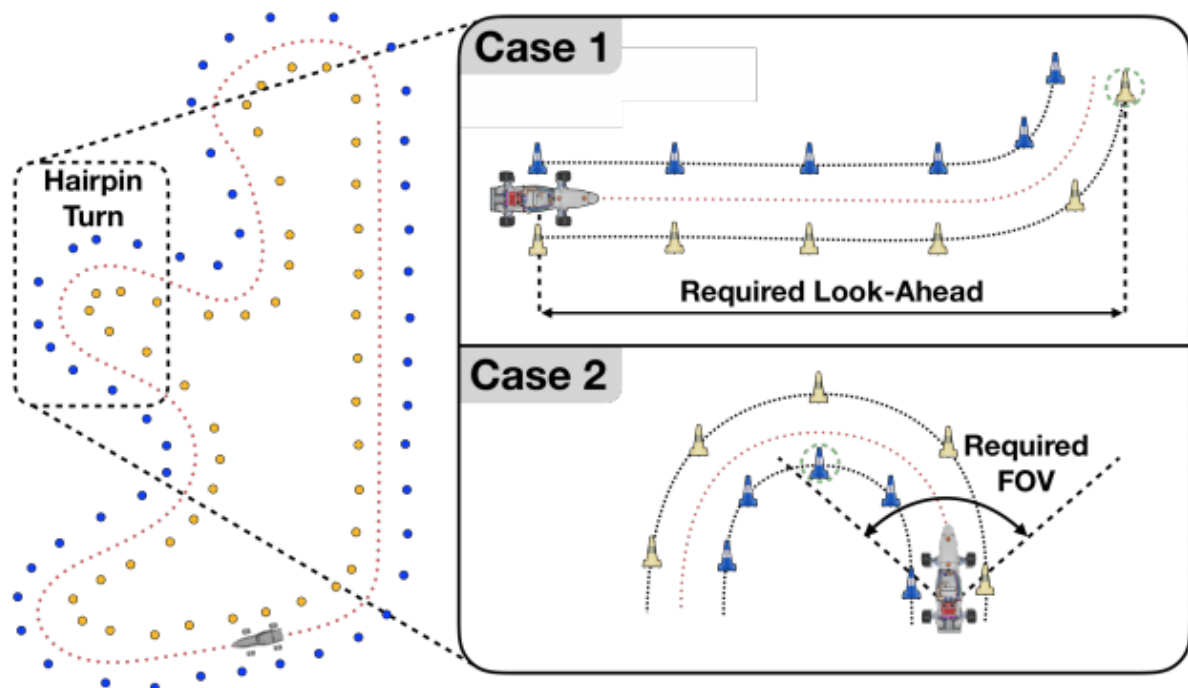 Hairpin
Turn
Case 1
Required Look-Ahead
Case 2
Required
FOV